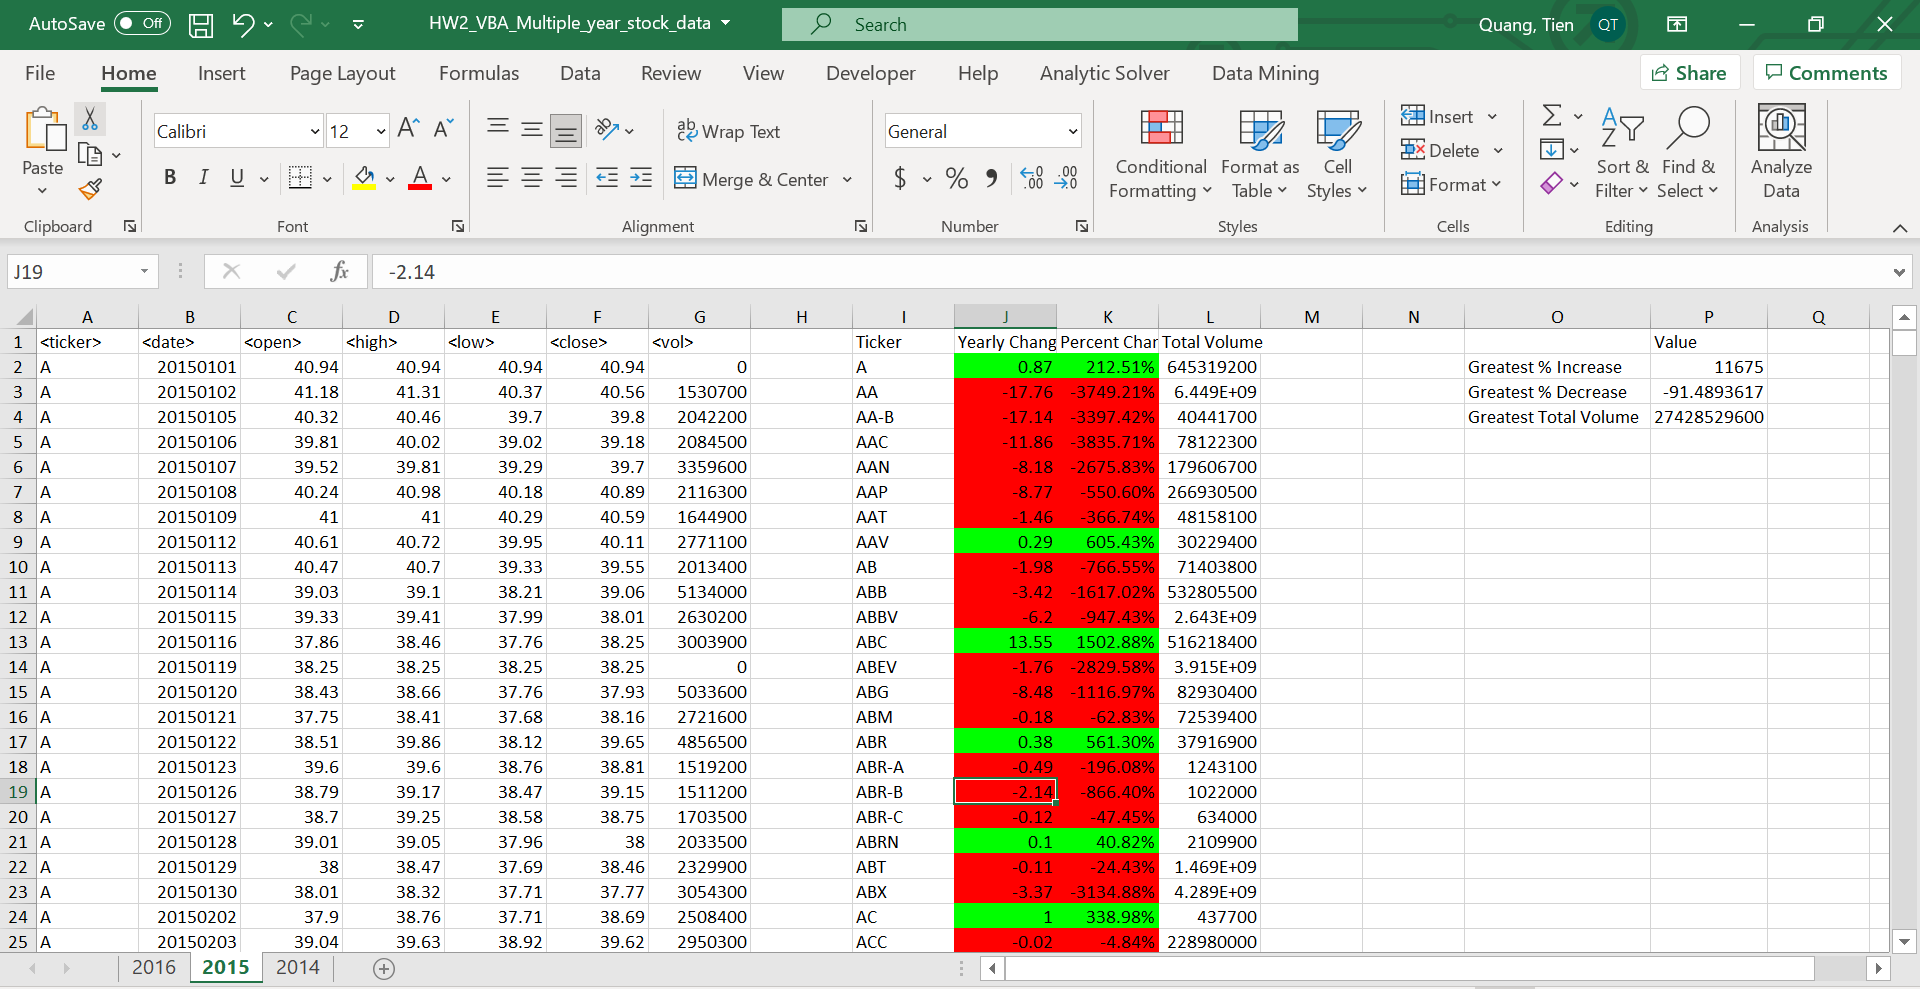 AutoSave Off HW2_VBA_Multiple_year_stock_data Search Quang, Tien QT
File Home Insert Page Layout Formulas Data Review View Developer Help Analytic Solver Data Mining Share Comments
Calibri 12 A A ab Wrap Text General Insert Σ
Paste B I U A Merge & Center $ % Conditional Formatting Format as Table Cell Styles Delete Format Sort & Filter Find & Select Analyze Data
Clipboard Font Alignment Number Styles Cells Editing Analysis
J19 fx -2.14
A B C D E F G H I J K L M N O P Q
1 <ticker> <date> <open> <high> <low> <close> <vol> Ticker Yearly Chang Percent Char Total Volume Value
2 A 20150101 40.94 40.94 40.94 40.94 0 A 0.87 212.51% 645319200 Greatest % Increase 11675
3 A 20150102 41.18 41.31 40.37 40.56 1530700 AA -17.76 -3749.21% 6.449E+09 Greatest % Decrease -91.4893617
4 A 20150105 40.32 40.46 39.7 39.8 2042200 AA-B -17.14 -3397.42% 40441700 Greatest Total Volume 27428529600
5 A 20150106 39.81 40.02 39.02 39.18 2084500 AAC -11.86 -3835.71% 78122300
6 A 20150107 39.52 39.81 39.29 39.7 3359600 AAN -8.18 -2675.83% 179606700
7 A 20150108 40.24 40.98 40.18 40.89 2116300 AAP -8.77 -550.60% 266930500
8 A 20150109 41 41 40.29 40.59 1644900 AAT -1.46 -366.74% 48158100
9 A 20150112 40.61 40.72 39.95 40.11 2771100 AAV 0.29 605.43% 30229400
10 A 20150113 40.47 40.7 39.33 39.55 2013400 AB -1.98 -766.55% 71403800
11 A 20150114 39.03 39.1 38.21 39.06 5134000 ABB -3.42 -1617.02% 532805500
12 A 20150115 39.33 39.41 37.99 38.01 2630200 ABBV -6.2 -947.43% 2.643E+09
13 A 20150116 37.86 38.46 37.76 38.25 3003900 ABC 13.55 1502.88% 516218400
14 A 20150119 38.25 38.25 38.25 38.25 0 ABEV -1.76 -2829.58% 3.915E+09
15 A 20150120 38.43 38.66 37.76 37.93 5033600 ABG -8.48 -1116.97% 82930400
16 A 20150121 37.75 38.41 37.68 38.16 2721600 ABM -0.18 -62.83% 72539400
17 A 20150122 38.51 39.86 38.12 39.65 4856500 ABR 0.38 561.30% 37916900
18 A 20150123 39.6 39.6 38.76 38.81 1519200 ABR-A -0.49 -196.08% 1243100
19 A 20150126 38.79 39.17 38.47 39.15 1511200 ABR-B -2.14 -866.40% 1022000
20 A 20150127 38.7 39.25 38.58 38.75 1703500 ABR-C -0.12 -47.45% 634000
21 A 20150128 39.01 39.05 37.96 38 2033500 ABRN 0.1 40.82% 2109900
22 A 20150129 38 38.47 37.69 38.46 2329900 ABT -0.11 -24.43% 1.469E+09
23 A 20150130 38.01 38.32 37.71 37.77 3054300 ABX -3.37 -3134.88% 4.289E+09
24 A 20150202 37.9 38.76 37.71 38.69 2508400 AC 1 338.98% 437700
25 A 20150203 39.04 39.63 38.92 39.62 2950300 ACC -0.02 -4.84% 228980000
2016 2015 2014